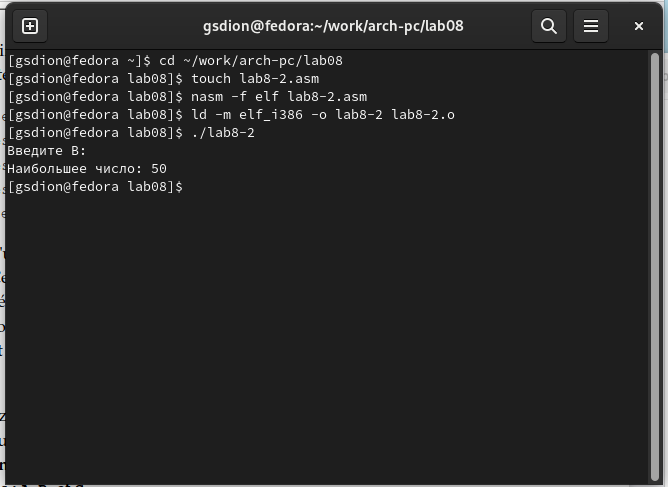 gsdion@fedora:~/work/arch-pc/lab08
[gsdion@fedora ~]$ cd ~/work/arch-pc/lab08
[gsdion@fedora lab08]$ touch lab8-2.asm
[gsdion@fedora lab08]$ nasm -f elf lab8-2.asm
[gsdion@fedora lab08]$ ld -m elf_i386 -o lab8-2 lab8-2.o
[gsdion@fedora lab08]$ ./lab8-2
Введите B:
Наибольшее число: 50
[gsdion@fedora lab08]$